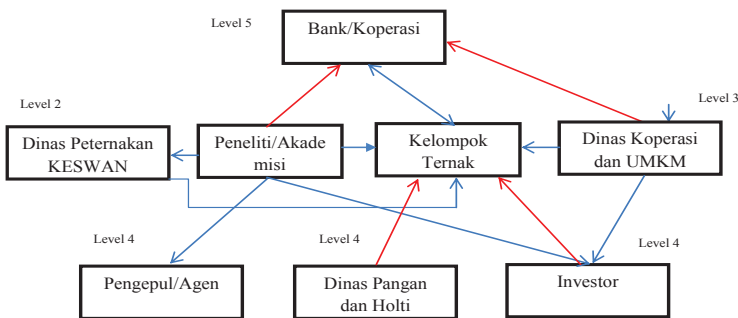 Level 5
Bank/Koperasi
Level 2
Level 3
Dinas Peternakan
KESWAN
Peneliti/Akade
misi
Kelompok
Ternak
Dinas Koperasi
dan UMKM
Level 4
Level 4
Level 4
Pengepul/Agen
Dinas Pangan
dan Holti
Investor